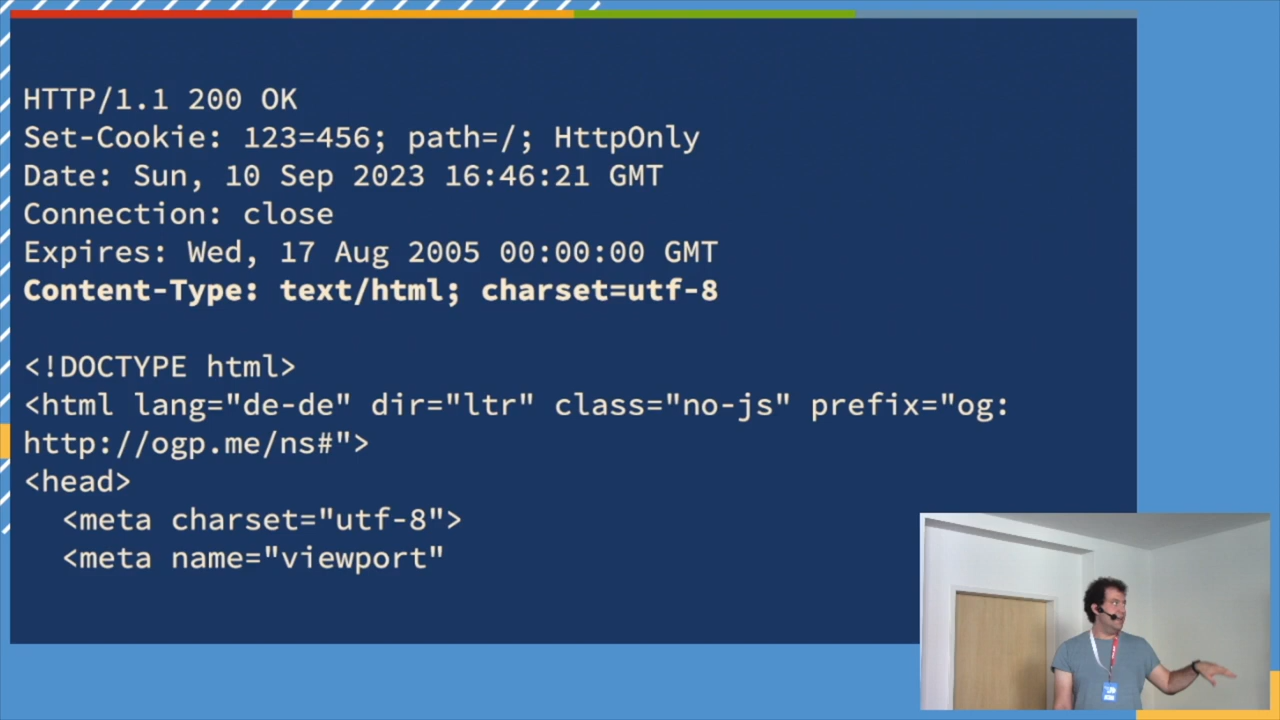 HTTP/1.1 200 OK
Set-Cookie: 123=456; path=/; HttpOnly
Date: Sun, 10 Sep 2023 16:46:21 GMT
Connection: close
Expires: Wed, 17 Aug 2005 00:00:00 GMT
Content-Type: text/html; charset=utf-8
<!DOCTYPE html>
<html lang="de-de" dir="ltr" class="no-js" prefix="og:
http://ogp.me/ns#">
<head>
<meta charset="utf-8">
<meta name="viewport"